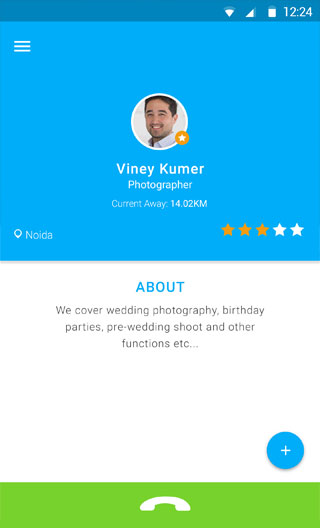 12:24
Viney Kumer
Photographer
Current Away: 14.02KM
Noida
ABOUT
We cover wedding photography, birthday
parties, pre-wedding shoot and other
functions etc...